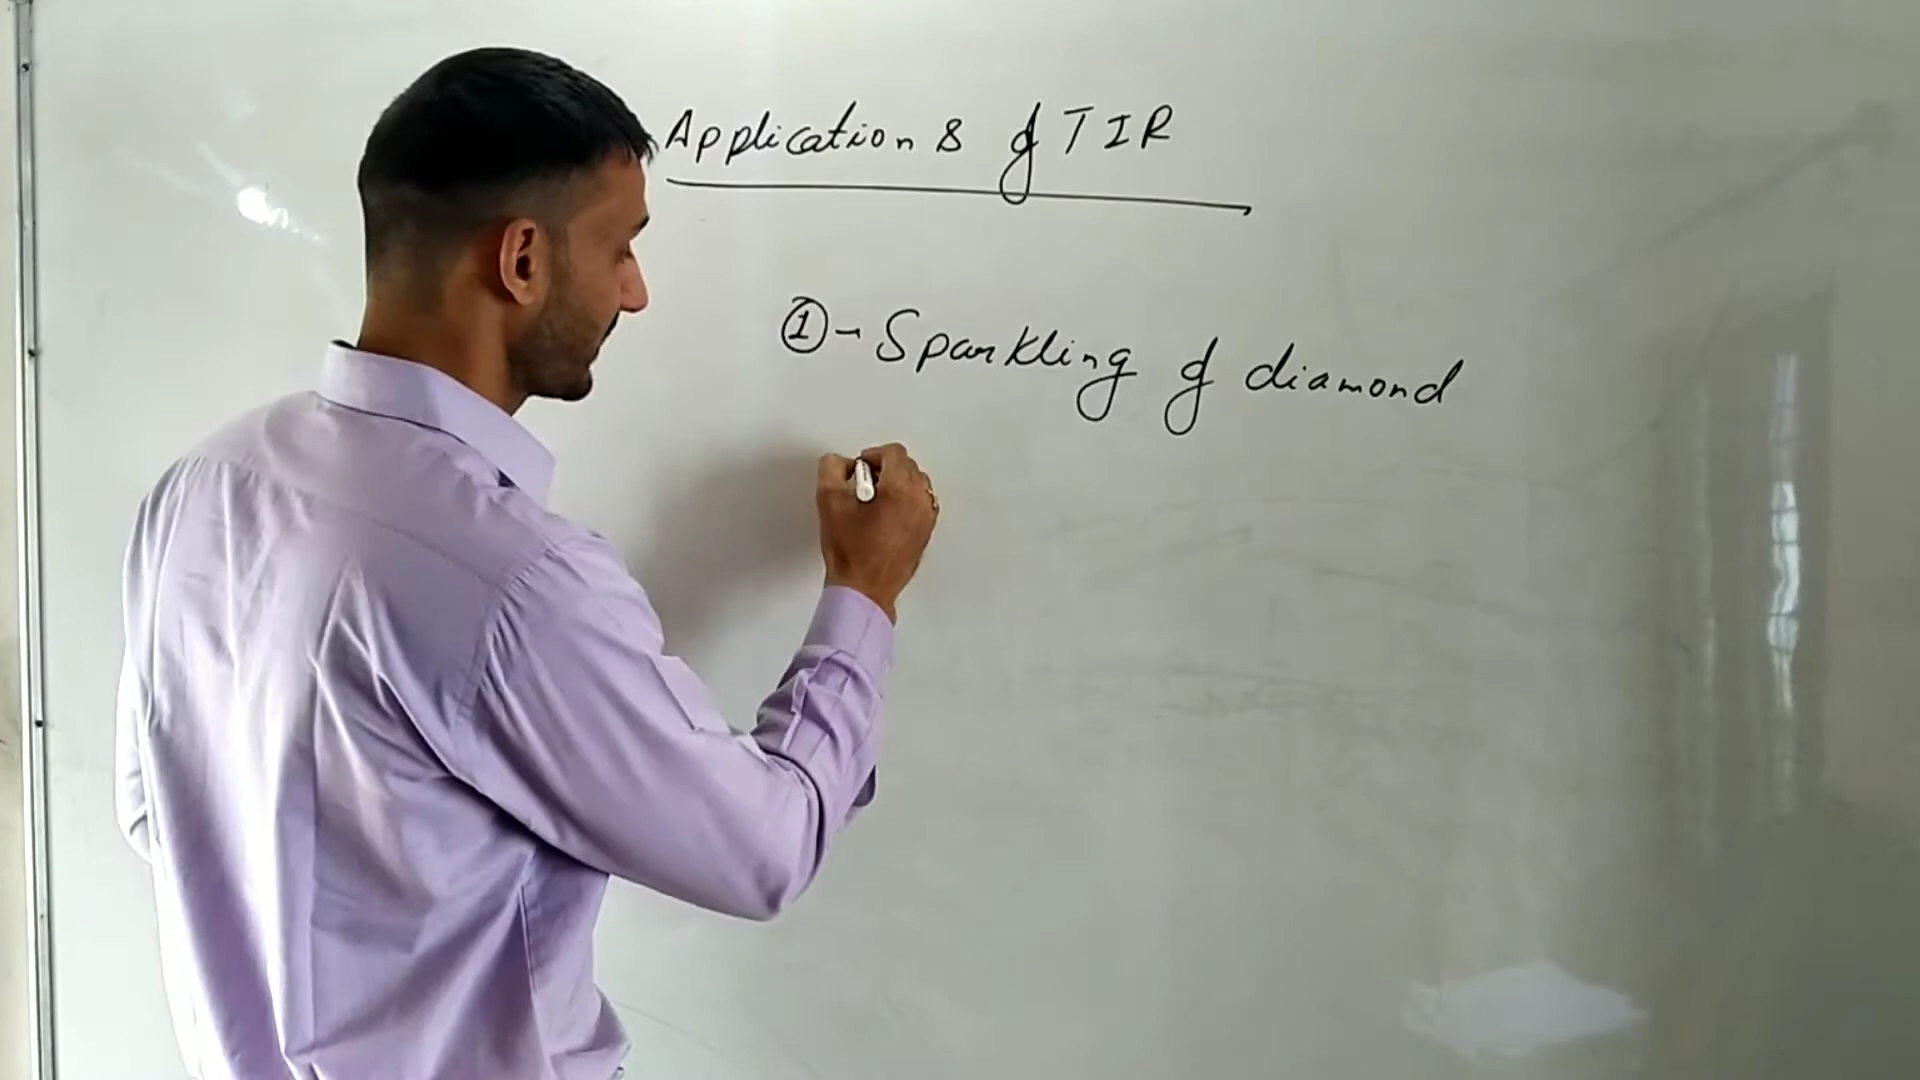 Applications of TIR
①- Sparkling of diamond